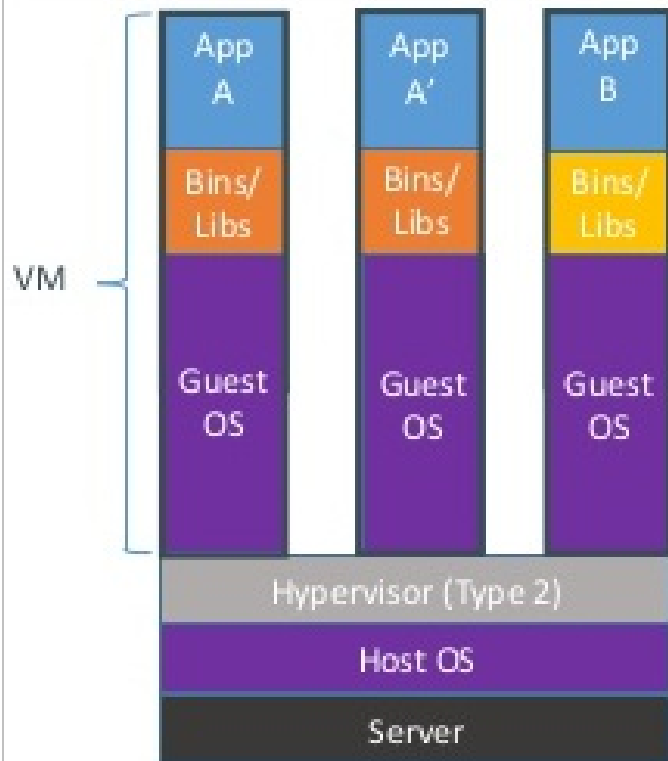 App
A
App
A’
App
B
Bins/
Libs
Bins/
Libs
Bins/
Libs
VM
Guest
OS
Guest
OS
Guest
OS
Hypervisor (Type 2)
Host OS
Server